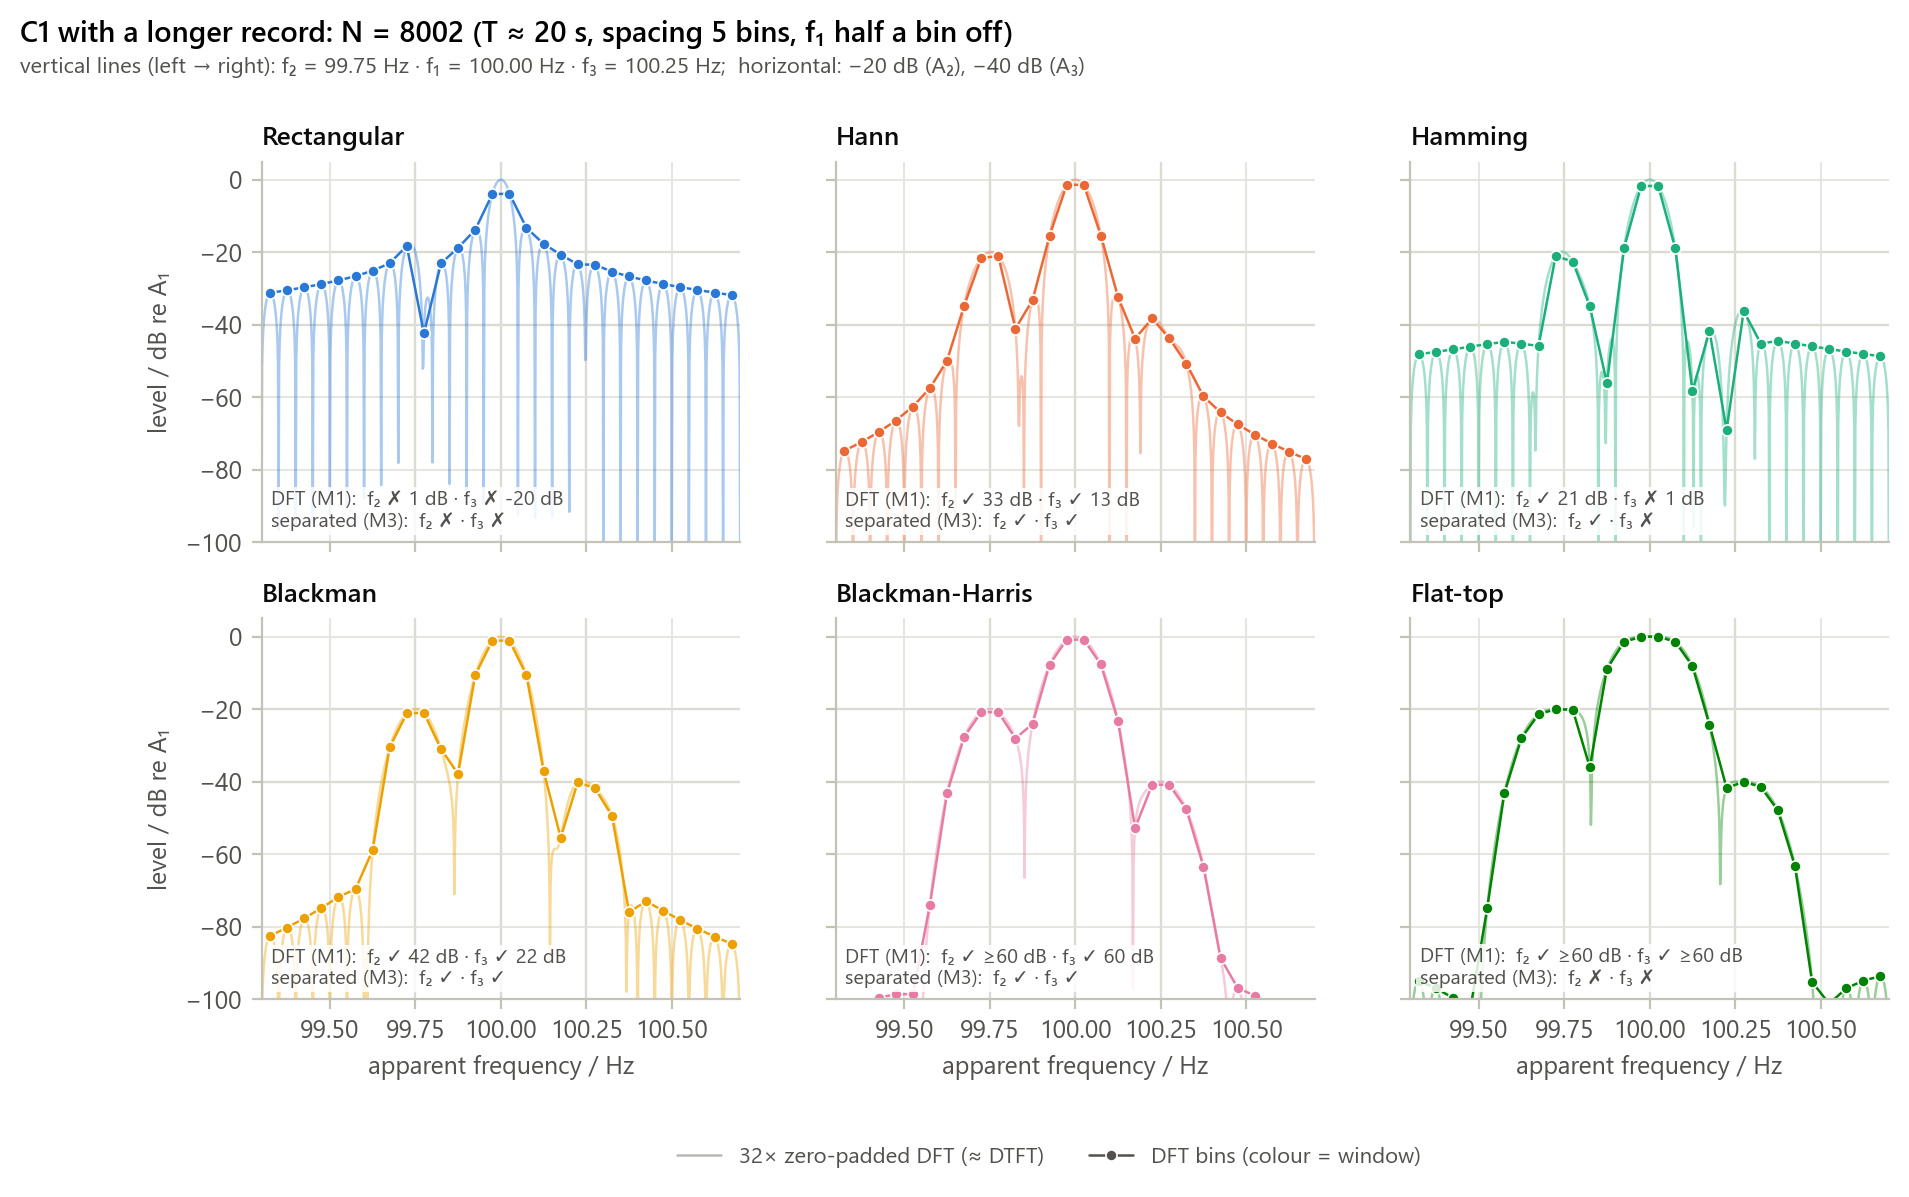 C1 with a longer record: N = 8002 (T ≈ 20 s, spacing 5 bins, f₁ half a bin off)
vertical lines (left → right): f₂ = 99.75 Hz · f₁ = 100.00 Hz · f₃ = 100.25 Hz; horizontal: −20 dB (A₂), −40 dB (A₃)
Rectangular
Hann
Hamming
0
−20
−40
−60
−80
−100
level / dB re A₁
DFT (M1): f₂ ✗ 1 dB · f₃ ✗ -20 dB
separated (M3): f₂ ✗ · f₃ ✗
DFT (M1): f₂ ✓ 33 dB · f₃ ✓ 13 dB
separated (M3): f₂ ✓ · f₃ ✓
DFT (M1): f₂ ✓ 21 dB · f₃ ✗ 1 dB
separated (M3): f₂ ✓ · f₃ ✗
Blackman
Blackman-Harris
Flat-top
0
−20
−40
−60
−80
−100
level / dB re A₁
DFT (M1): f₂ ✓ 42 dB · f₃ ✓ 22 dB
separated (M3): f₂ ✓ · f₃ ✓
DFT (M1): f₂ ✓ ≥60 dB · f₃ ✓ 60 dB
separated (M3): f₂ ✓ · f₃ ✓
DFT (M1): f₂ ✓ ≥60 dB · f₃ ✓ ≥60 dB
separated (M3): f₂ ✗ · f₃ ✗
99.50 99.75 100.00 100.25 100.50
99.50 99.75 100.00 100.25 100.50
99.50 99.75 100.00 100.25 100.50
apparent frequency / Hz
apparent frequency / Hz
apparent frequency / Hz
32× zero-padded DFT (≈ DTFT)
DFT bins (colour = window)